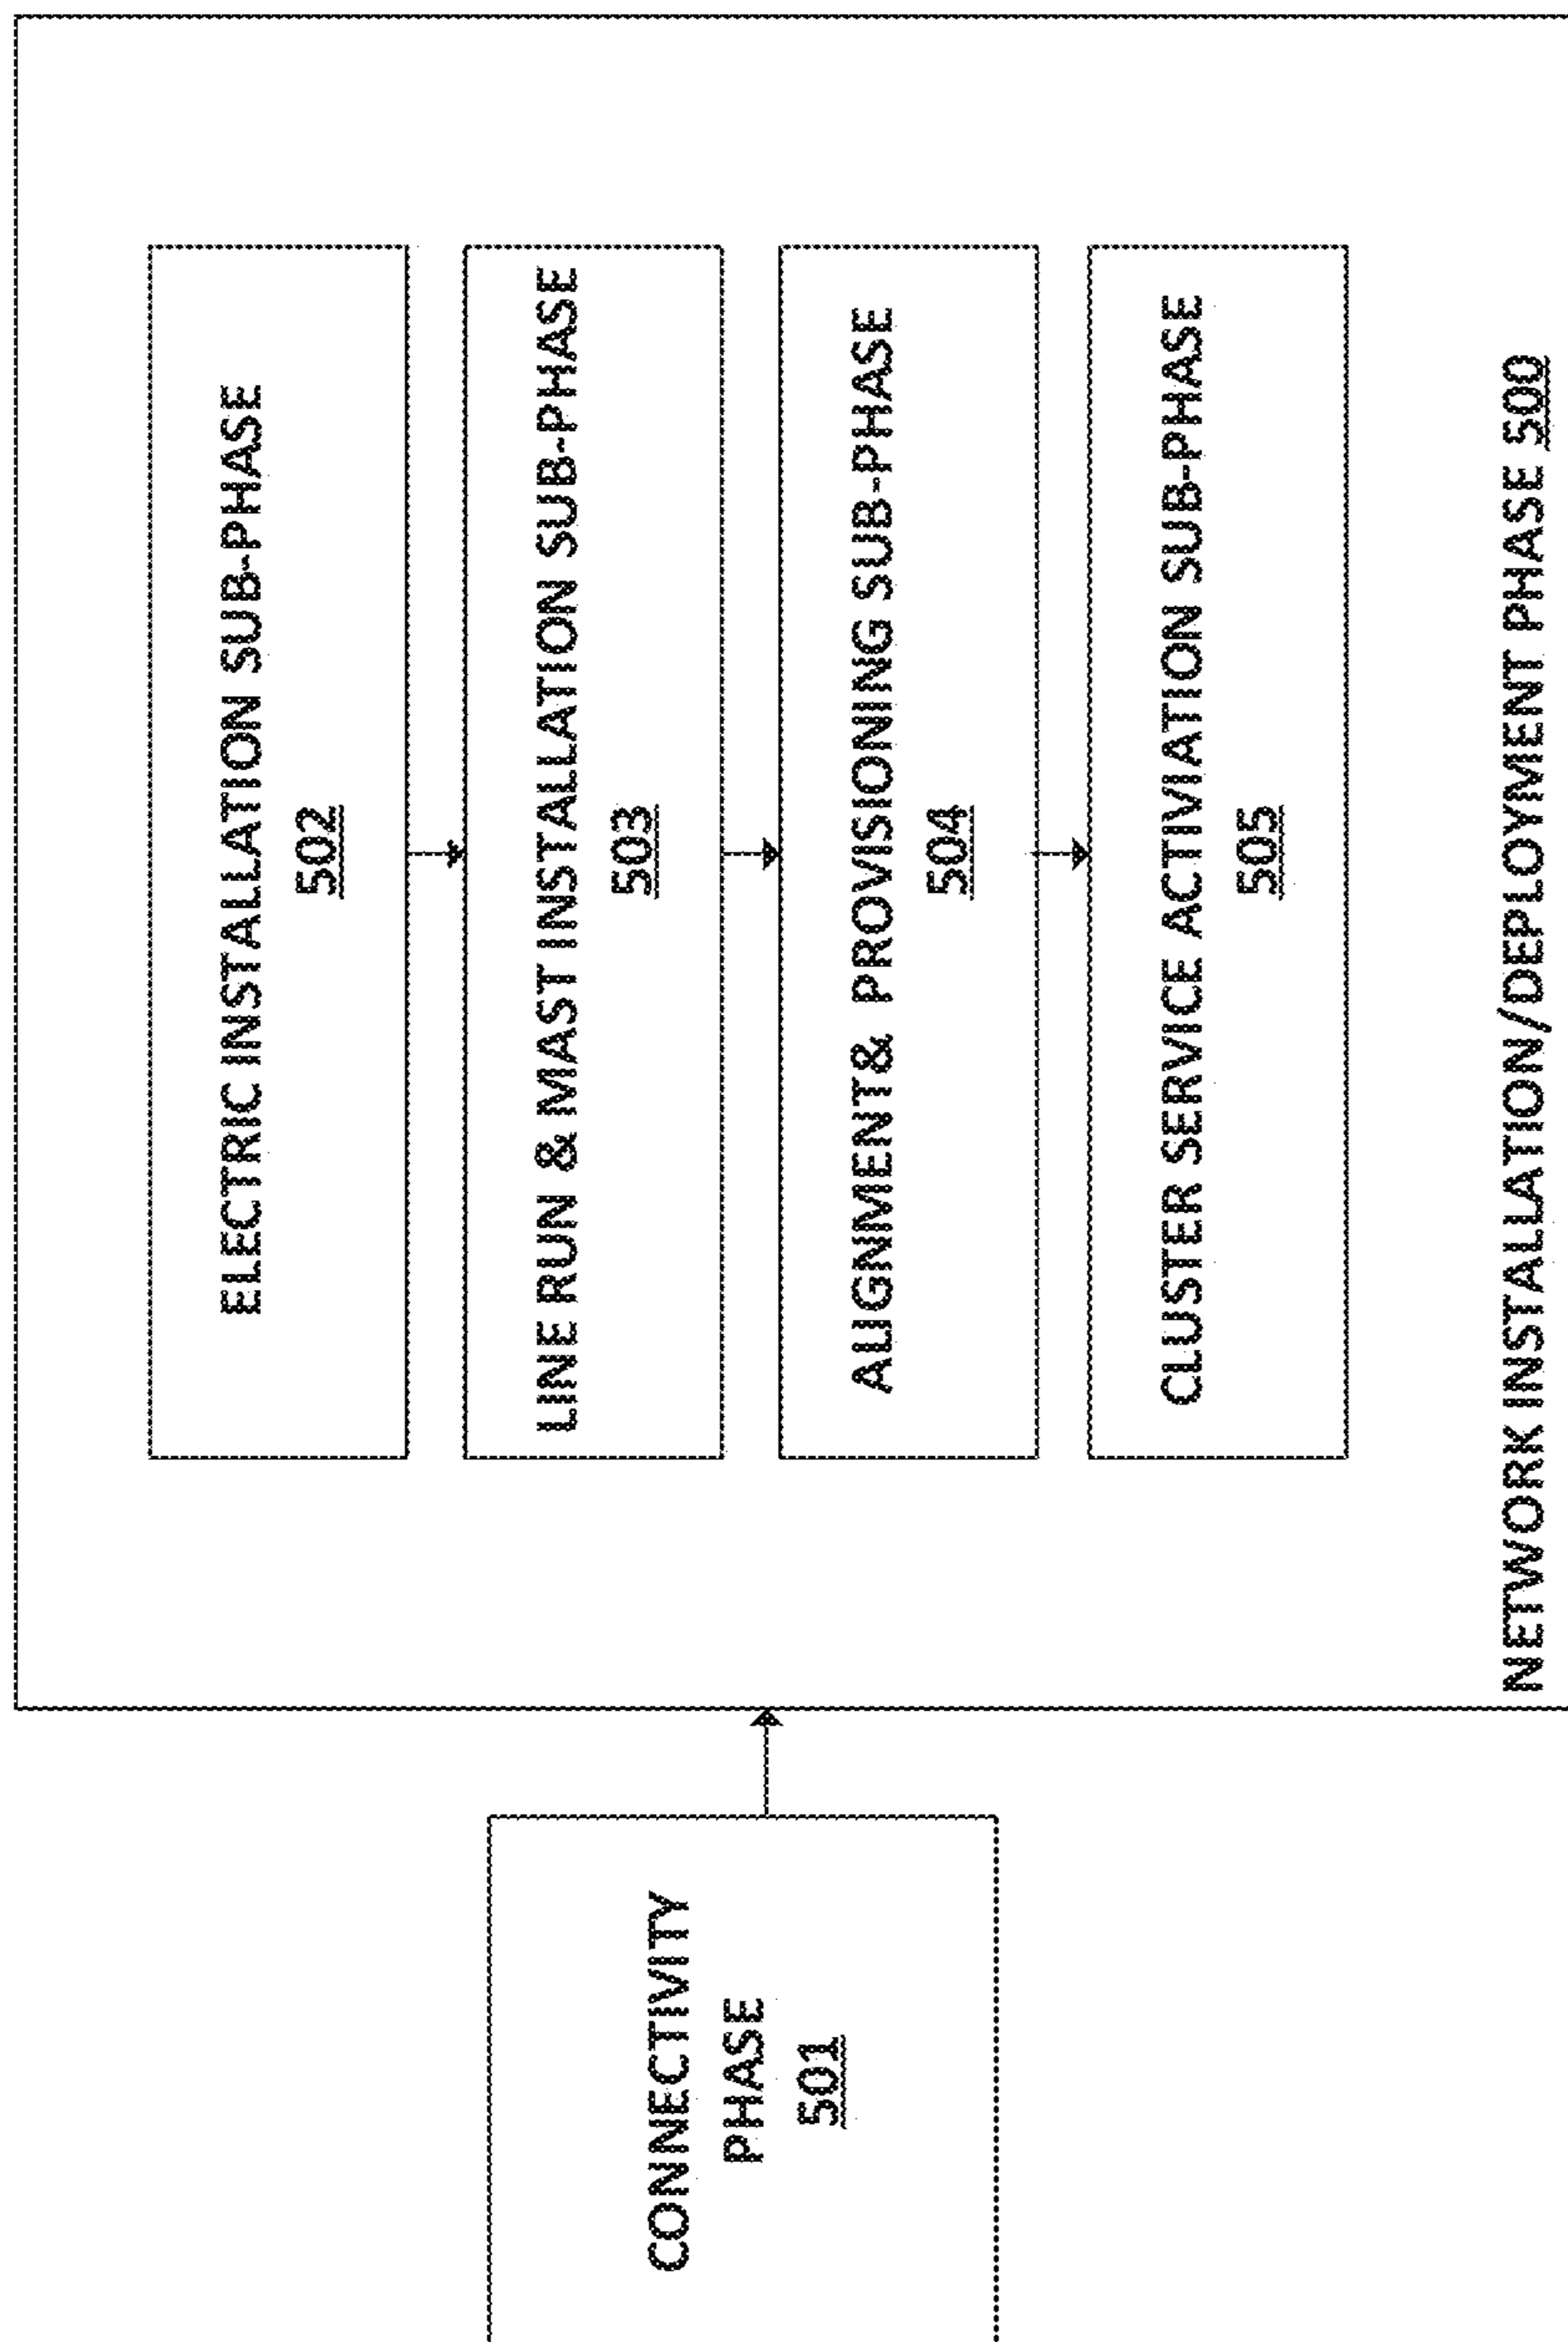 CONNECTIVITY
PHASE
501
ELECTRIC INSTALLATION SUB-PHASE
502
LINE RUN & MAST INSTALLATION SUB-PHASE
503
ALIGNMENT& PROVISIONING SUB-PHASE
504
CLUSTER SERVICE ACTIVIATION SUB-PHASE
505
NETWORK INSTALLATION/DEPLOYMENT PHASE 500